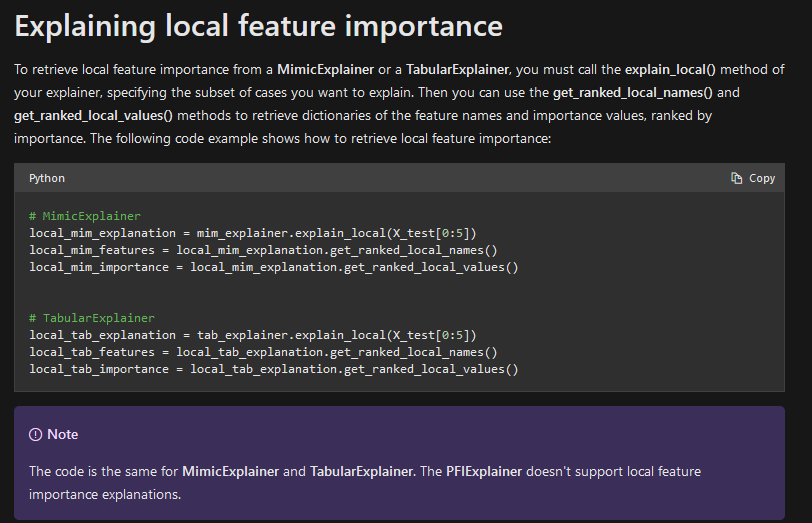 Explaining local feature importance
To retrieve local feature importance from a MimicExplainer or a TabularExplainer, you must call the explain_local() method of
your explainer, specifying the subset of cases you want to explain. Then you can use the get_ranked_local_names() and
get_ranked_local_values() methods to retrieve dictionaries of the feature names and importance values, ranked by
importance. The following code example shows how to retrieve local feature importance:
Python
Copy
# MimicExplainer
local_mim_explanation = mim_explainer.explain_local(X_test[0:5])
local_mim_features = local_mim_explanation.get_ranked_local_names()
local_mim_importance = local_mim_explanation.get_ranked_local_values()
# TabularExplainer
local_tab_explanation = tab_explainer.explain_local(X_test[0:5])
local_tab_features = local_tab_explanation.get_ranked_local_names()
local_tab_importance = local_tab_explanation.get_ranked_local_values()
Note
The code is the same for MimicExplainer and TabularExplainer. The PFIExplainer doesn't support local feature
importance explanations.